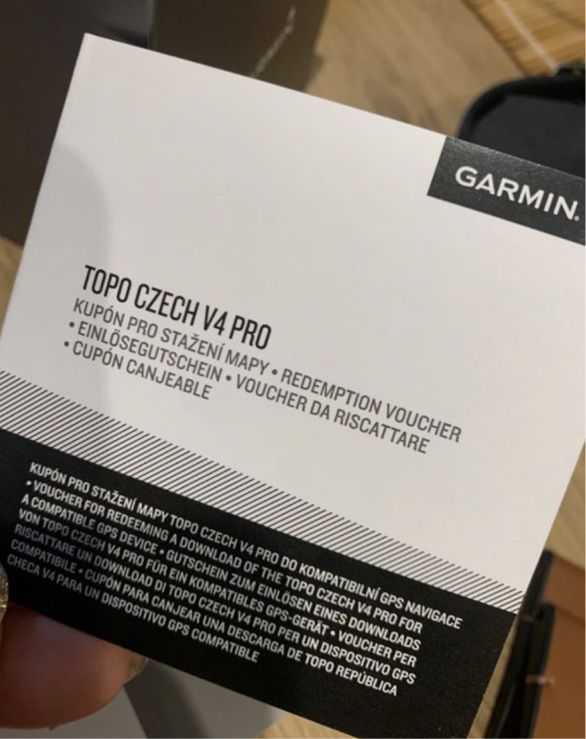 GARMIN.
TOPO CZECH V4 PRO
KUPÓN PRO STAŽENÍ MAPY • REDEMPTION VOUCHER
• EINLÖSEGUTSCHEIN • VOUCHER DA RISCATTARE
• CUPÓN CANJEABLE
KUPÓN PRO STAŽENÍ MAPY TOPO CZECH V4 PRO DO KOMPATIBILNÍ GPS NAVIGACE
• VOUCHER FOR REDEEMING A DOWNLOAD OF THE TOPO CZECH V4 PRO FOR
A COMPATIBLE GPS DEVICE • GUTSCHEIN ZUM EINLÖSEN EINES DOWNLOADS
VON TOPO CZECH V4 PRO FÜR EIN KOMPATIBLES GPS-GERÄT • VOUCHER PER
RISCATTARE UN DOWNLOAD DI TOPO CZECH V4 PRO PER UN DISPOSITIVO GPS
COMPATIBILE • CUPÓN PARA CANJEAR UNA DESCARGA DE TOPO REPÚBLICA
CHECA V4 PARA UN DISPOSITIVO GPS COMPATIBLE